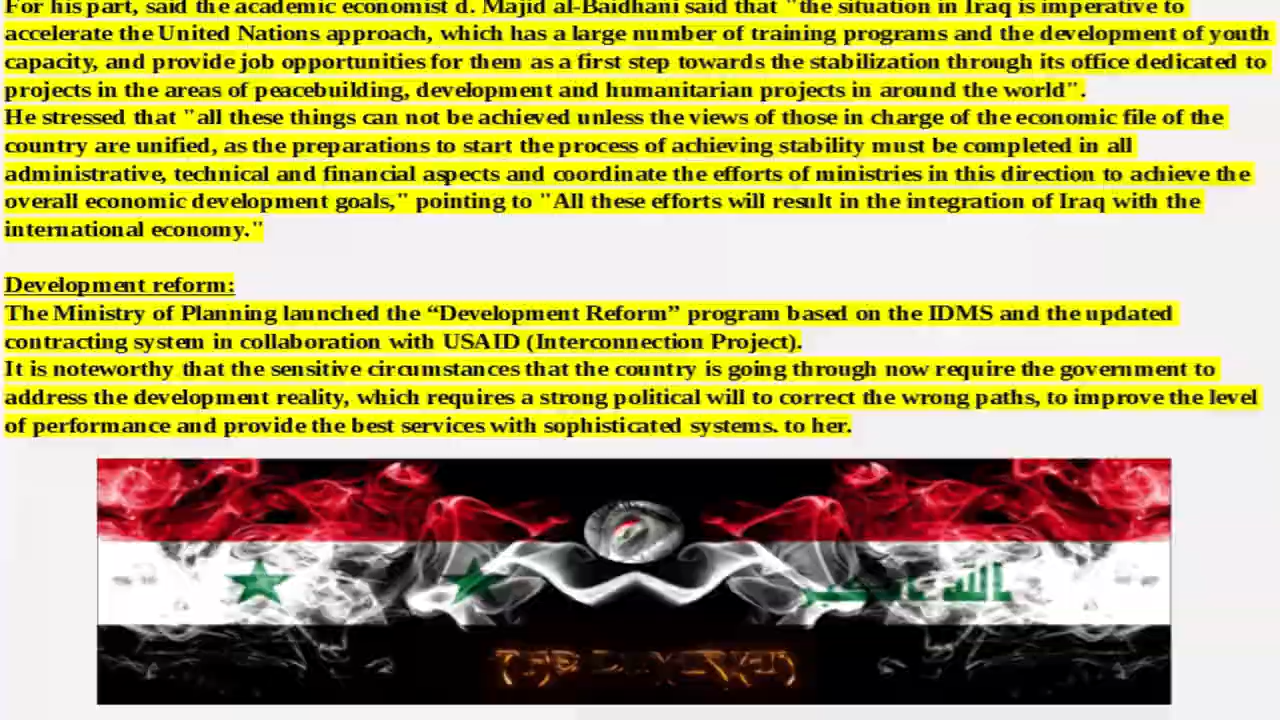 For his part, said the academic economist d. Majid al-Baidhani said that "the situation in Iraq is imperative to
accelerate the United Nations approach, which has a large number of training programs and the development of youth
capacity, and provide job opportunities for them as a first step towards the stabilization through its office dedicated to
projects in the areas of peacebuilding, development and humanitarian projects in around the world".
He stressed that "all these things can not be achieved unless the views of those in charge of the economic file of the
country are unified, as the preparations to start the process of achieving stability must be completed in all
administrative, technical and financial aspects and coordinate the efforts of ministries in this direction to achieve the
overall economic development goals," pointing to "All these efforts will result in the integration of Iraq with the
international economy."
Development reform:
The Ministry of Planning launched the “Development Reform” program based on the IDMS and the updated
contracting system in collaboration with USAID (Interconnection Project).
It is noteworthy that the sensitive circumstances that the country is going through now require the government to
address the development reality, which requires a strong political will to correct the wrong paths, to improve the level
of performance and provide the best services with sophisticated systems. to her.
الله